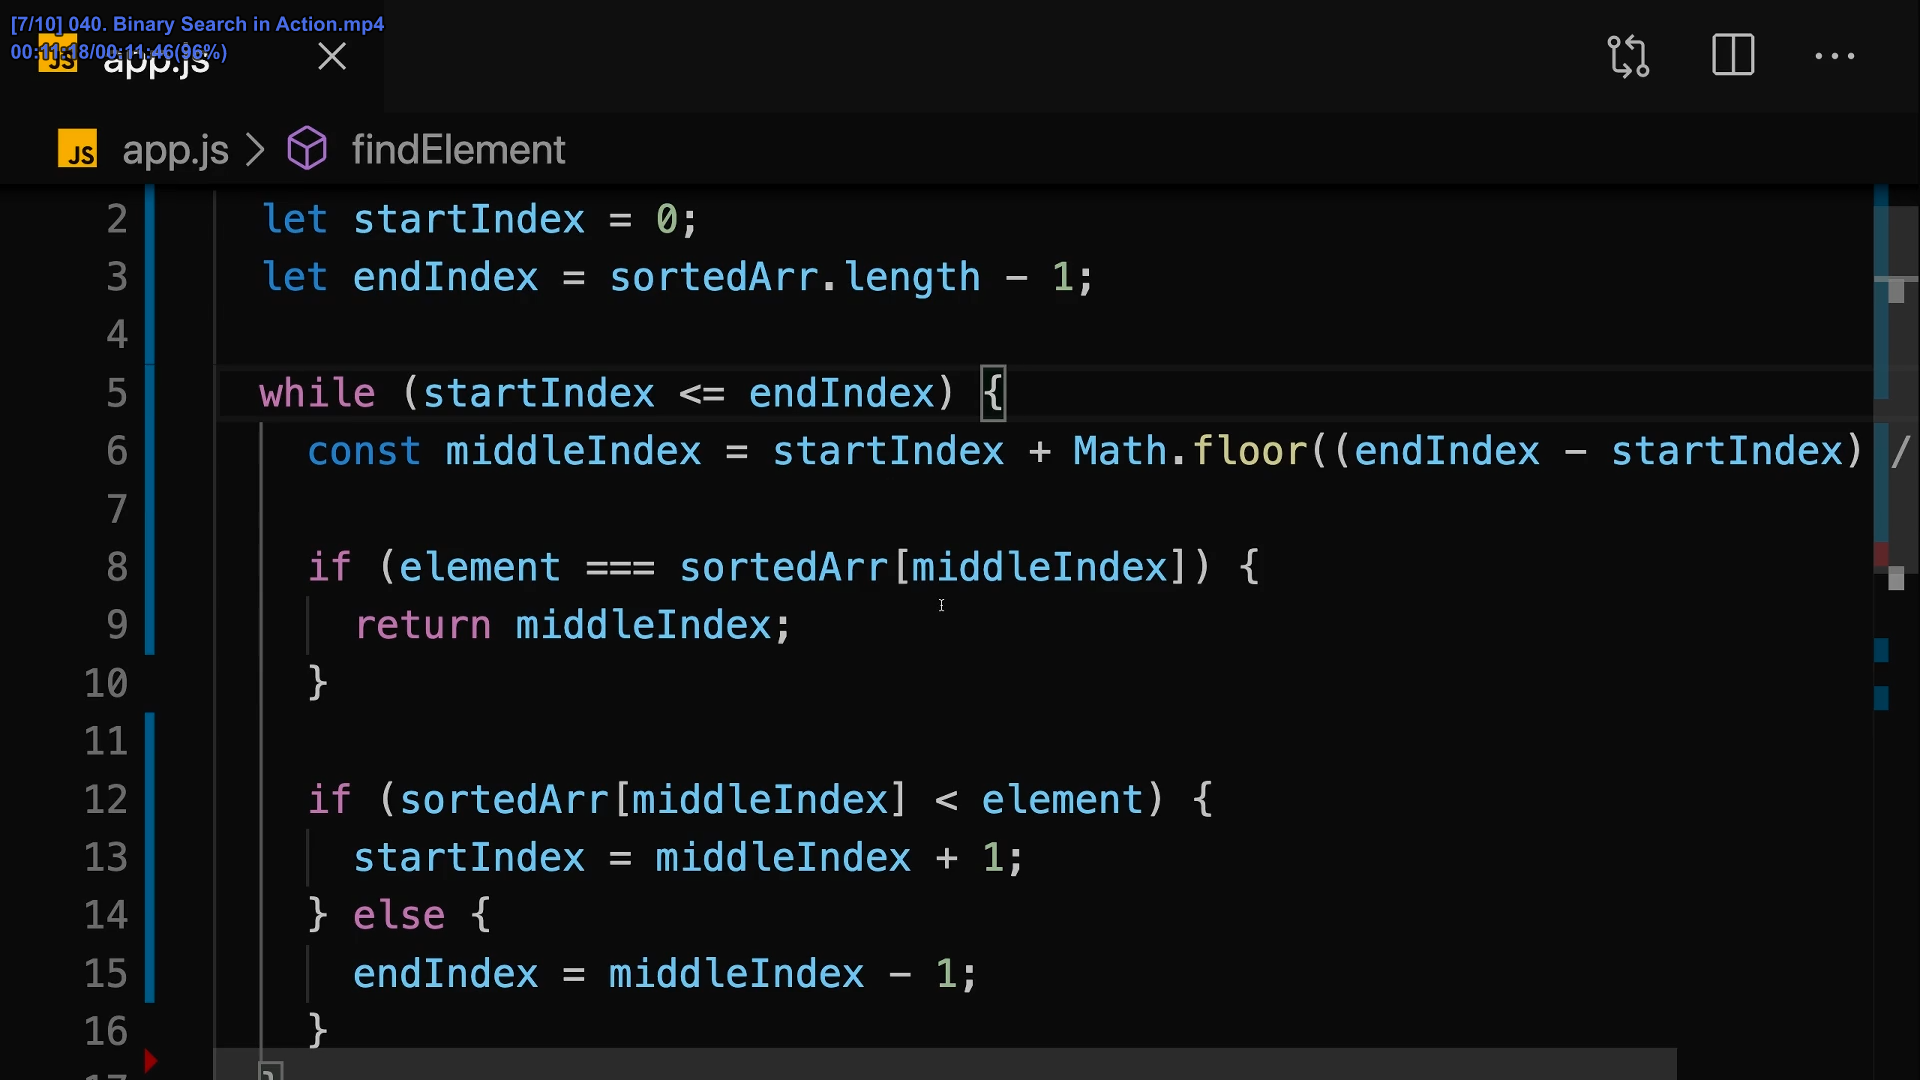 [7/10] 040. Binary Search in Action.mp4
00:11:18/00:11:46(96%)
JS app.js
JS app.js > findElement
2 let startIndex = 0;
3 let endIndex = sortedArr.length - 1;
4
5 while (startIndex <= endIndex) {
6 const middleIndex = startIndex + Math.floor((endIndex - startIndex) /
7
8 if (element === sortedArr[middleIndex]) {
9 return middleIndex;
10 }
11
12 if (sortedArr[middleIndex] < element) {
13 startIndex = middleIndex + 1;
14 } else {
15 endIndex = middleIndex - 1;
16 }
17 }